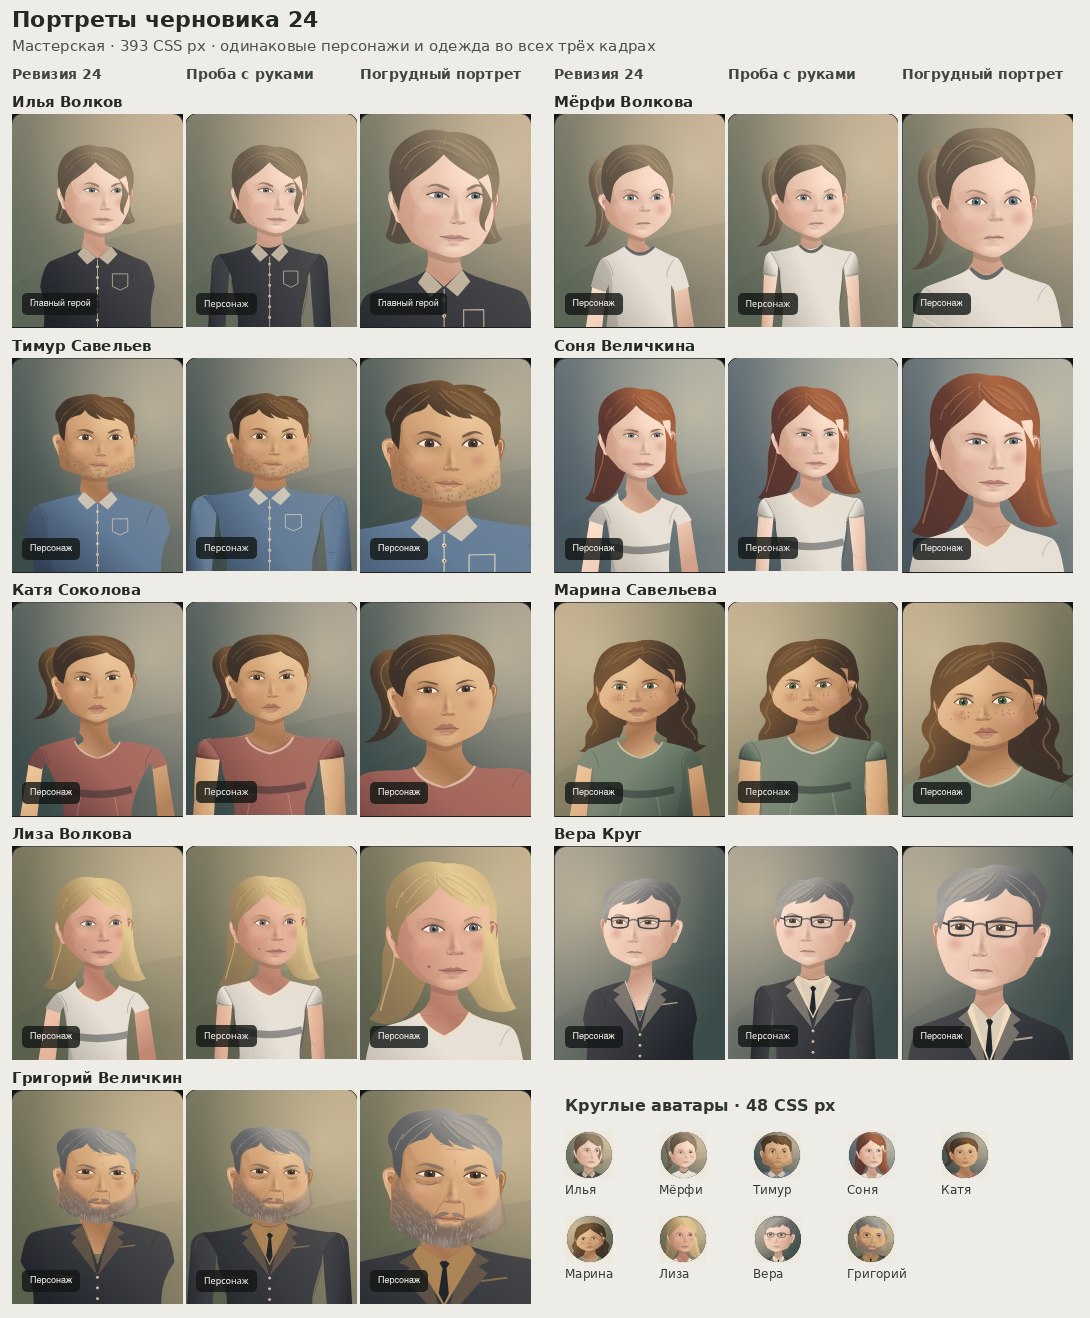 Портреты черновика 24
Мастерская · 393 CSS px · одинаковые персонажи и одежда во всех трёх кадрах
Ревизия 24 Проба с руками Погрудный портрет Ревизия 24 Проба с руками Погрудный портрет
Илья Волков
Главный герой Персонаж Главный герой
Мёрфи Волкова
Персонаж Персонаж Персонаж
Тимур Савельев
Персонаж Персонаж Персонаж
Соня Величкина
Персонаж Персонаж Персонаж
Катя Соколова
Персонаж Персонаж Персонаж
Марина Савельева
Персонаж Персонаж Персонаж
Лиза Волкова
Персонаж Персонаж Персонаж
Вера Круг
Персонаж Персонаж Персонаж
Григорий Величкин
Персонаж Персонаж Персонаж
Круглые аватары · 48 CSS px
Илья Мёрфи Тимур Соня Катя
Марина Лиза Вера Григорий